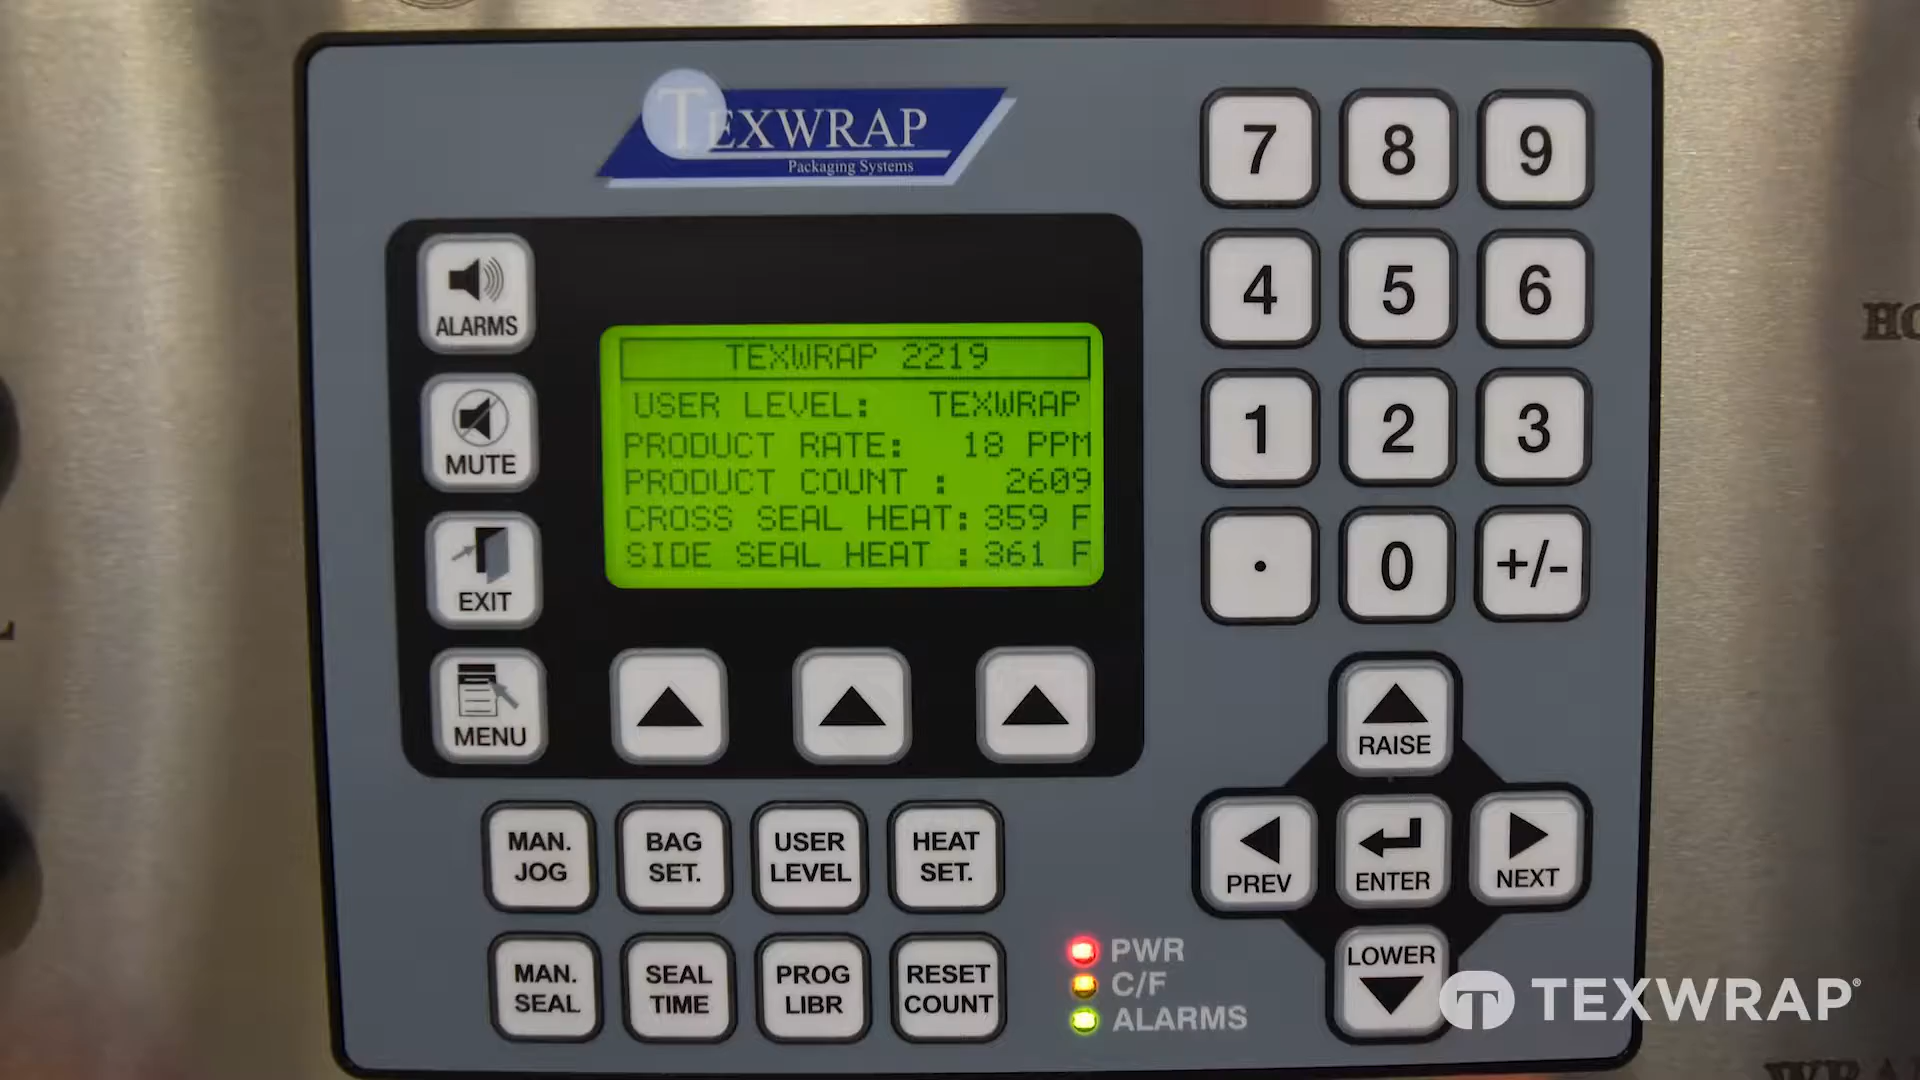 TEXWRAP
Packaging Systems
7 8 9
ALARMS
4 5 6
TEXWRAP 2219
USER LEVEL: TEXWRAP
PRODUCT RATE: 18 PPM
PRODUCT COUNT : 2609
CROSS SEAL HEAT: 359 F
SIDE SEAL HEAT : 361 F
MUTE
1 2 3
EXIT
. 0 +/-
MENU
RAISE
PREV
ENTER
NEXT
LOWER
MAN. JOG
BAG SET.
USER LEVEL
HEAT SET.
MAN. SEAL
SEAL TIME
PROG LIBR
RESET COUNT
PWR
C/F
ALARMS
TEXWRAP®